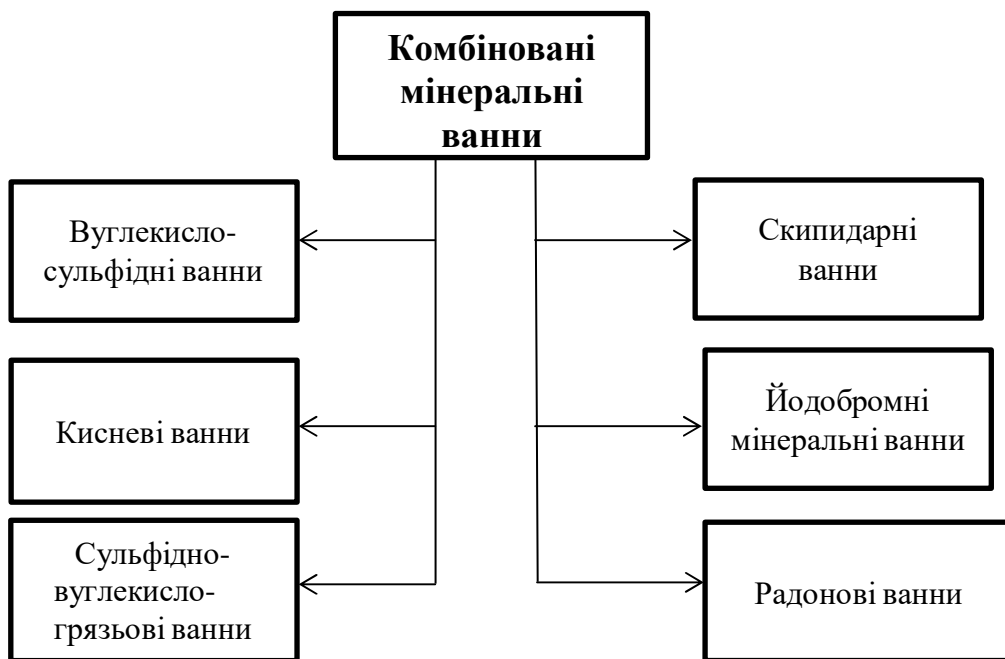 Комбіновані
мінеральні
ванни
Вуглекисло-
сульфідні ванни
Кисневі ванни
Сульфідно-
вуглекисло-
грязьові ванни
Скипидарні
ванни
Йодобромні
мінеральні ванни
Радонові ванни